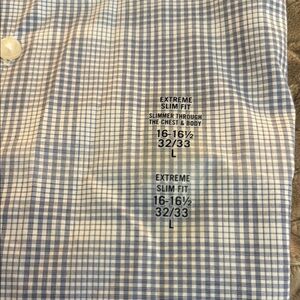 EXTREME
SLIM FIT
SLIMMER THROUGH
THE CHEST & BODY
16-16½
32/33
L
EXTREME
SLIM FIT
16-16½
32/33
L